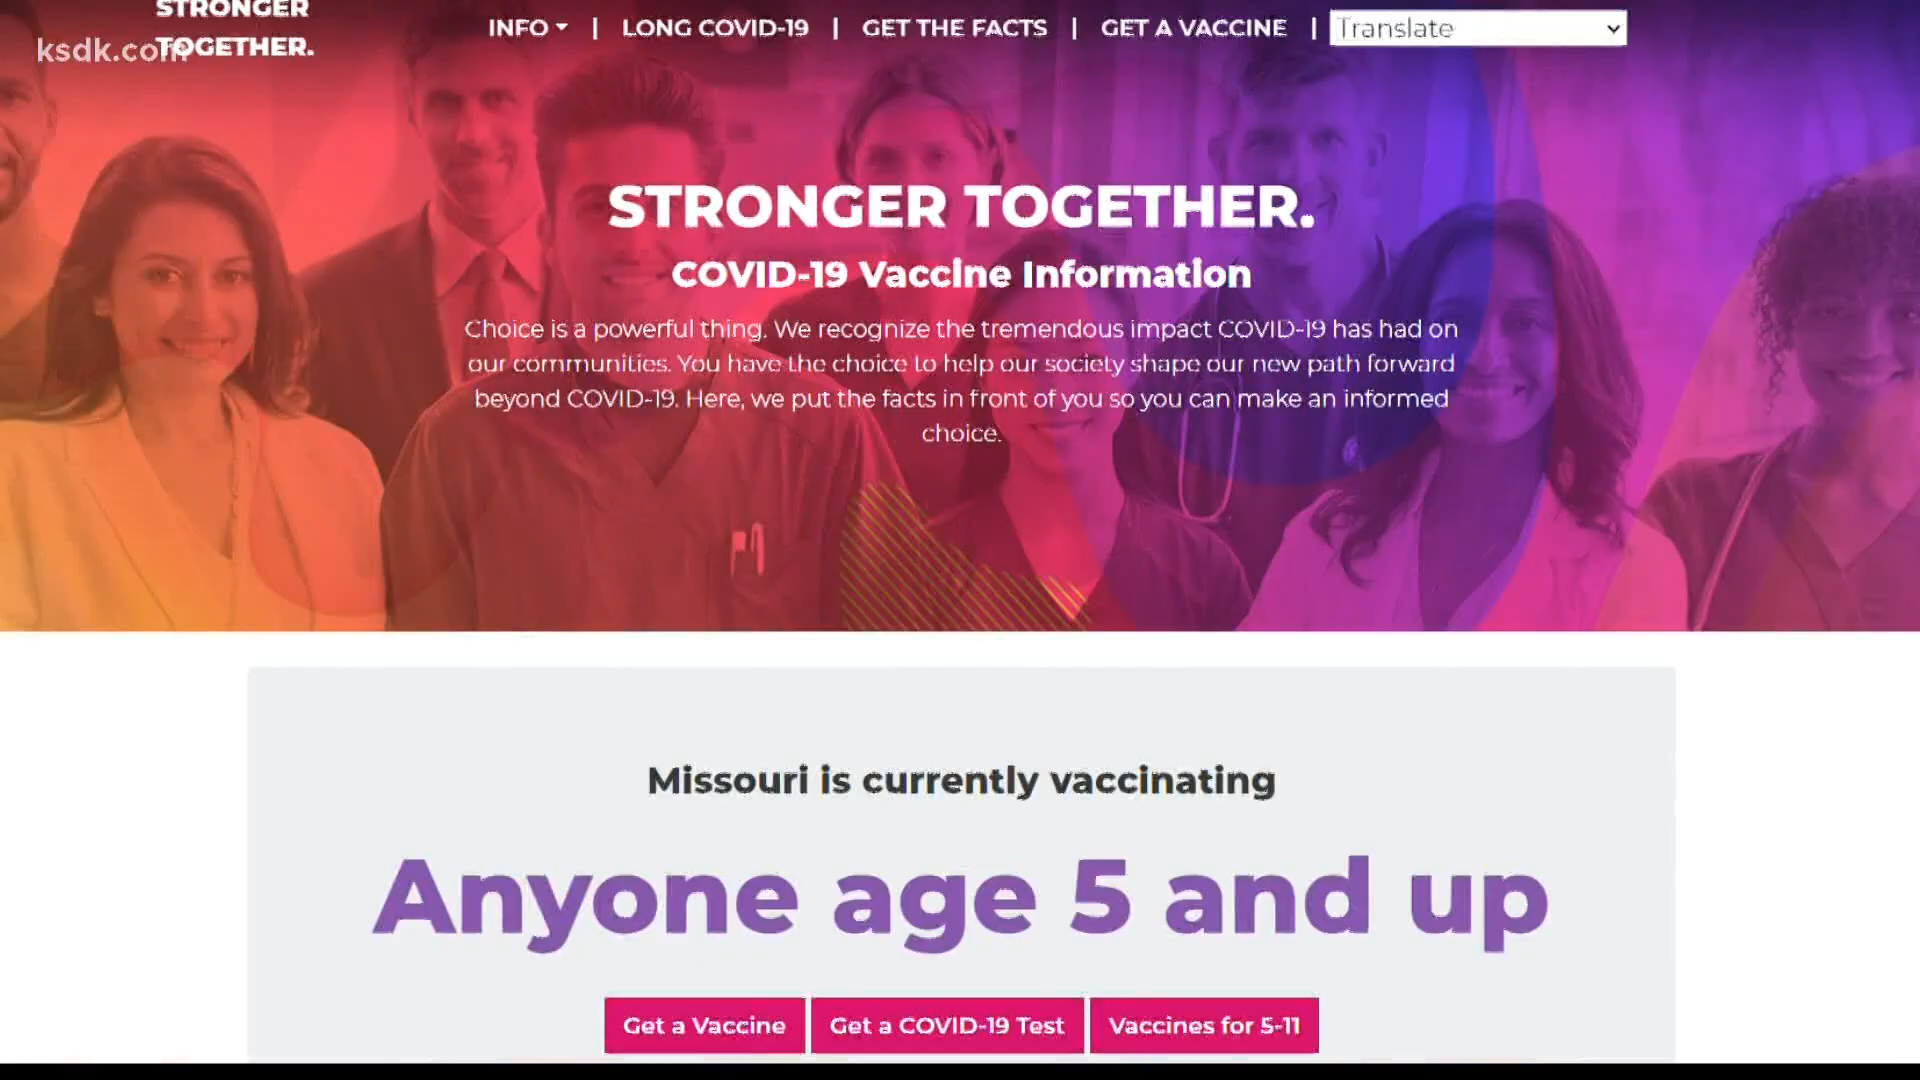 STRONGER
TOGETHER.
ksdk.com
INFO | LONG COVID-19 | GET THE FACTS | GET A VACCINE | Translate
STRONGER TOGETHER.
COVID-19 Vaccine Information
Choice is a powerful thing. We recognize the tremendous impact COVID-19 has had on
our communities. You have the choice to help our society shape our new path forward
beyond COVID-19. Here, we put the facts in front of you so you can make an informed
choice.
Missouri is currently vaccinating
Anyone age 5 and up
Get a Vaccine
Get a COVID-19 Test
Vaccines for 5-11